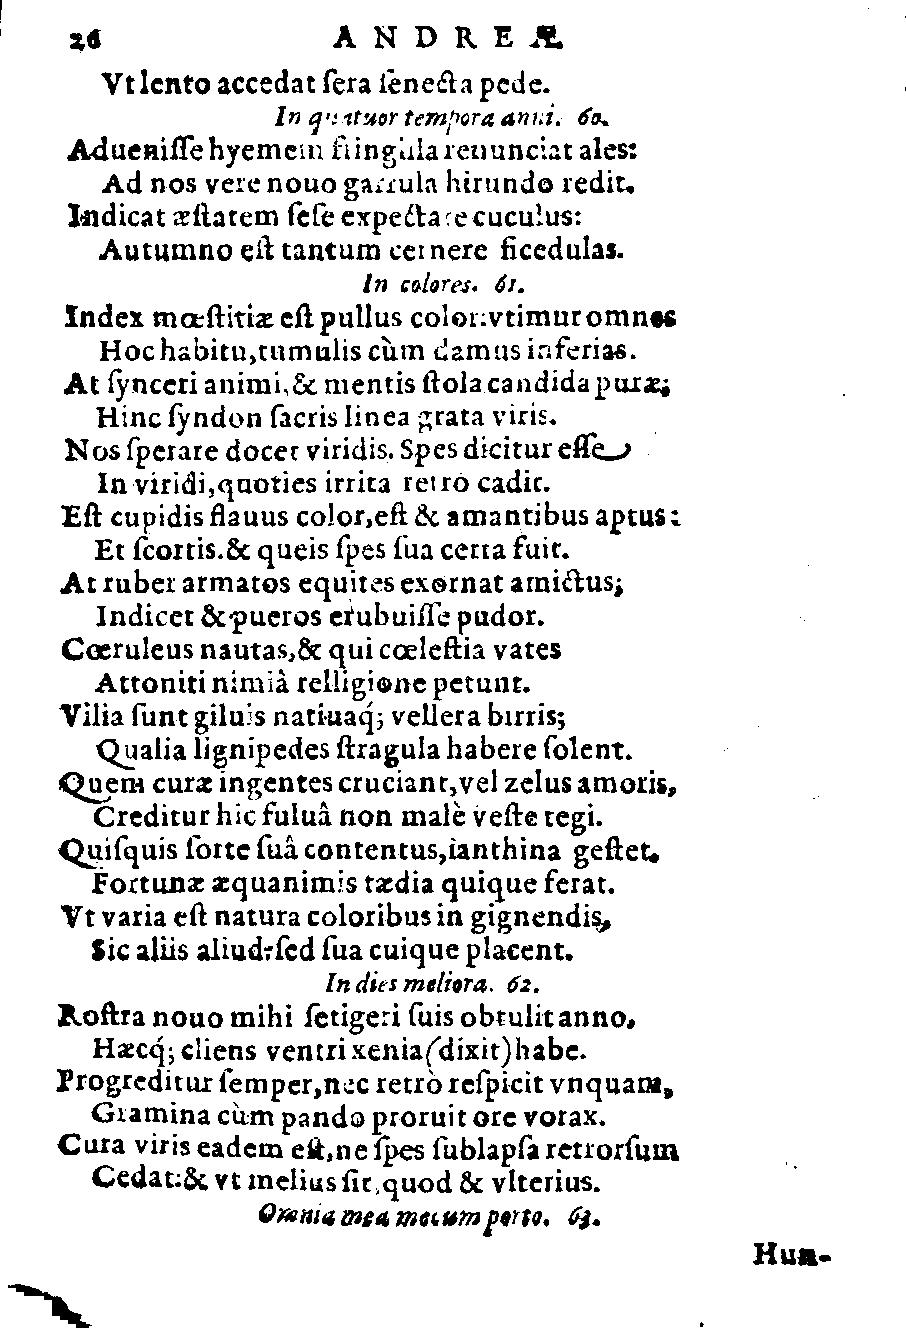 26 ANDREÆ
Vt lento accedat ſera ſenecta pede.
In quatuor tempora anni. 60.
Adueniſſe hyemem fringilla renunciat ales:
Ad nos vere nouo garrula hirundo redit.
Indicat æſtatem ſeſe expectare cuculus:
Autumno eſt tantum cernere ficedulas.
In colores. 61.
Index mœſtitiæ eſt pullus color: vtimur omnes
Hoc habitu, tumulis cùm damus inferias.
At ſynceri animi, & mentis ſtola candida puræ;
Hinc ſyndon ſacris linea grata viris.
Nos ſperare docet viridis. Spes dicitur eſſe
In viridi, quoties irrita retrò cadit.
Eſt cupidis flauus color, eſt & amantibus aptus:
Et ſcortis. & queis ſpes ſua certa fuit.
At ruber armatos equites exornat amictus;
Indicet & pueros erubuiſſe pudor.
Cœruleus nautas, & qui cœleſtia vates
Attoniti nimiâ relligione petunt.
Vilia ſunt giluis natiuaq́; vellera birris;
Qualia lignipedes ſtragula habere ſolent.
Quem curæ ingentes cruciant, vel zelus amoris,
Creditur hic fuluâ non malè veſte tegi.
Quiſquis ſorte ſuâ contentus, ianthina geſtet.
Fortunæ æquanimis tædia quique ferat.
Vt varia eſt natura coloribus in gignendis,
Sic aliis aliud: ſed ſua cuique placent.
In dies meliora. 62.
Roſtra nouo mihi ſetigeri ſuis obtulit anno,
Hæcq́; cliens ventri xenia (dixit) habe.
Progreditur ſemper, nec retrò reſpicit vnquam,
Gramina cùm pando proruit ore vorax.
Cura viris eadem eſt, ne ſpes ſublapſa retrorſum
Cedat: & vt melius ſit, quod & vlterius.
Omnia mea mecum porto. 63.
Hun-